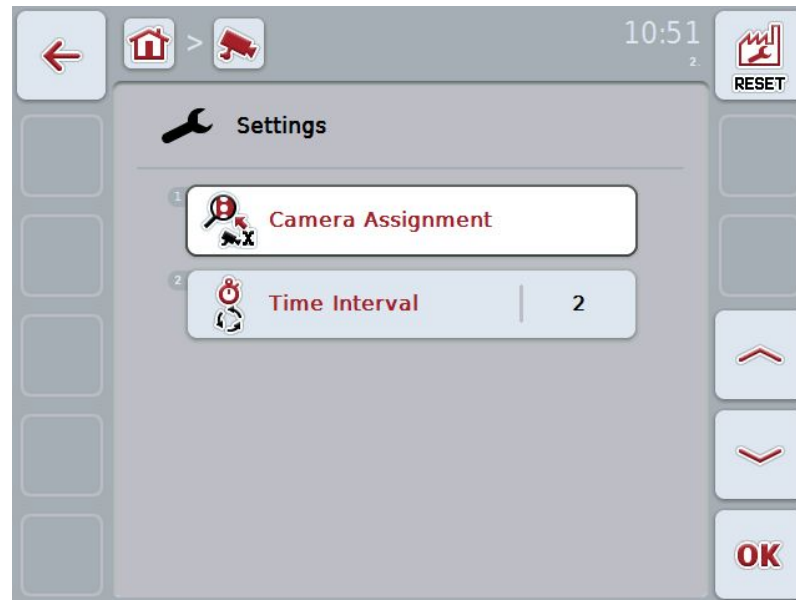 >
10:51
2.
RESET
Settings
1
Camera Assignment
X
2
Time Interval
2
OK